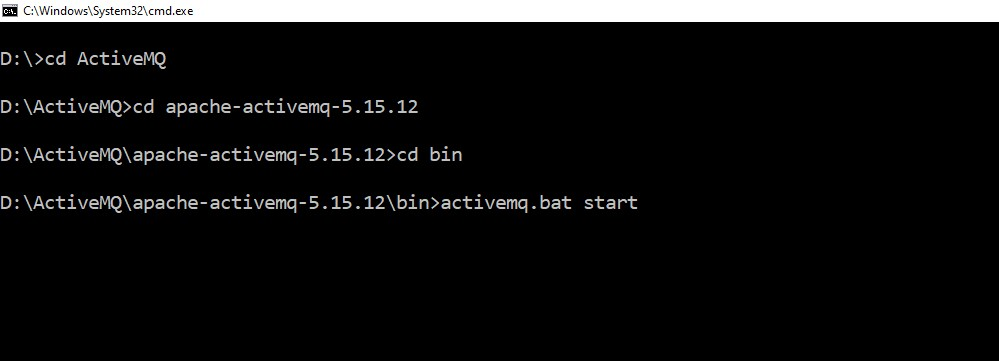 C:\Windows\System32\cmd.exe
D:\>cd ActiveMQ
D:\ActiveMQ>cd apache-activemq-5.15.12
D:\ActiveMQ\apache-activemq-5.15.12>cd bin
D:\ActiveMQ\apache-activemq-5.15.12\bin>activemq.bat start